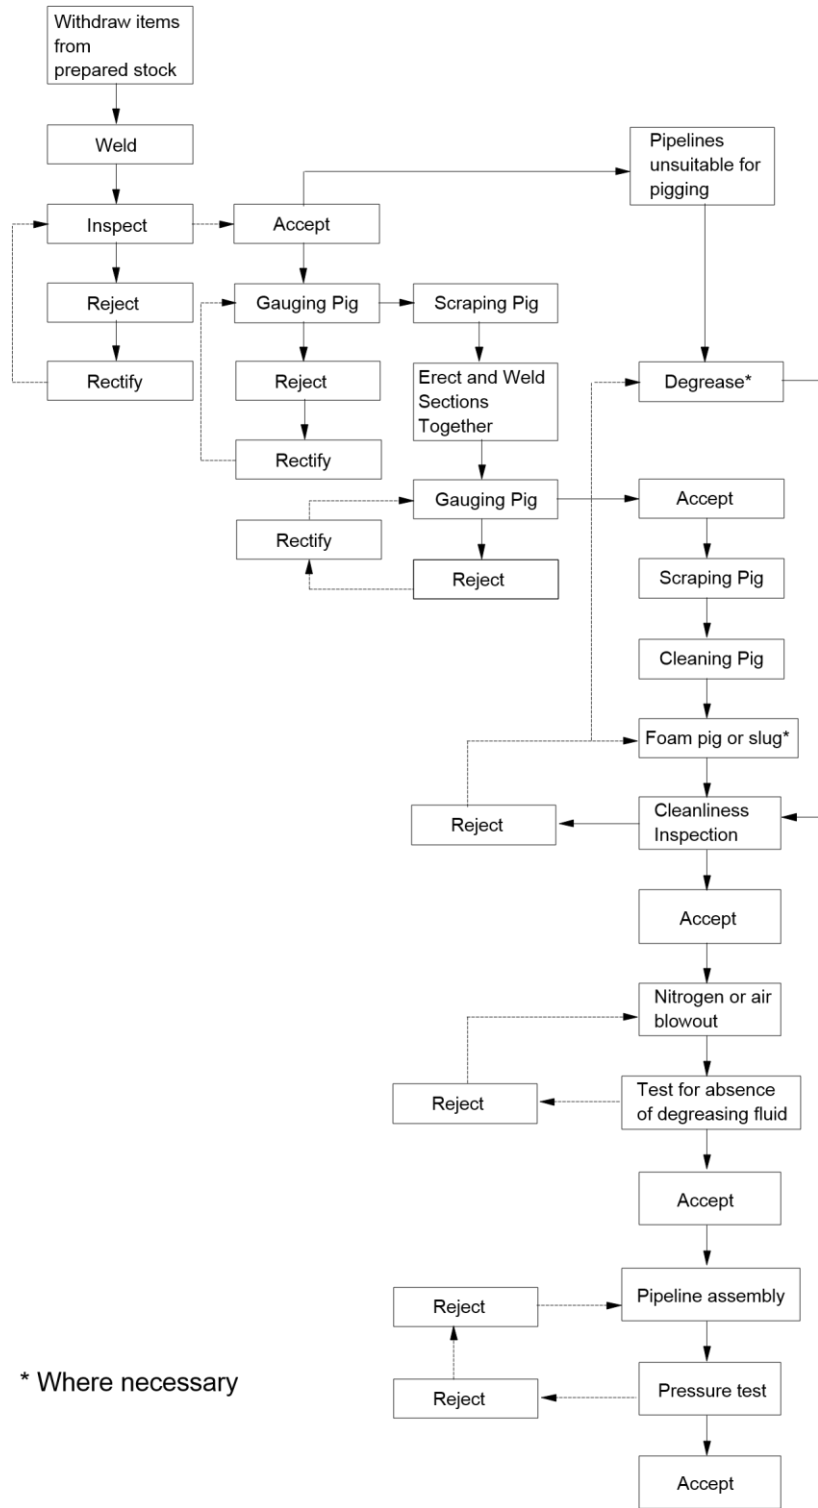 Withdraw items
from
prepared stock
Weld
Pipelines
unsuitable for
pigging
Inspect
Accept
Reject
Gauging Pig
Scraping Pig
Rectify
Reject
Erect and Weld
Sections
Together
Degrease*
Rectify
Gauging Pig
Accept
Rectify
Reject
Scraping Pig
Cleaning Pig
Foam pig or slug*
Reject
Cleanliness
Inspection
Accept
Nitrogen or air
blowout
Reject
Test for absence
of degreasing fluid
Accept
Reject
Pipeline assembly
* Where necessary
Reject
Pressure test
Accept